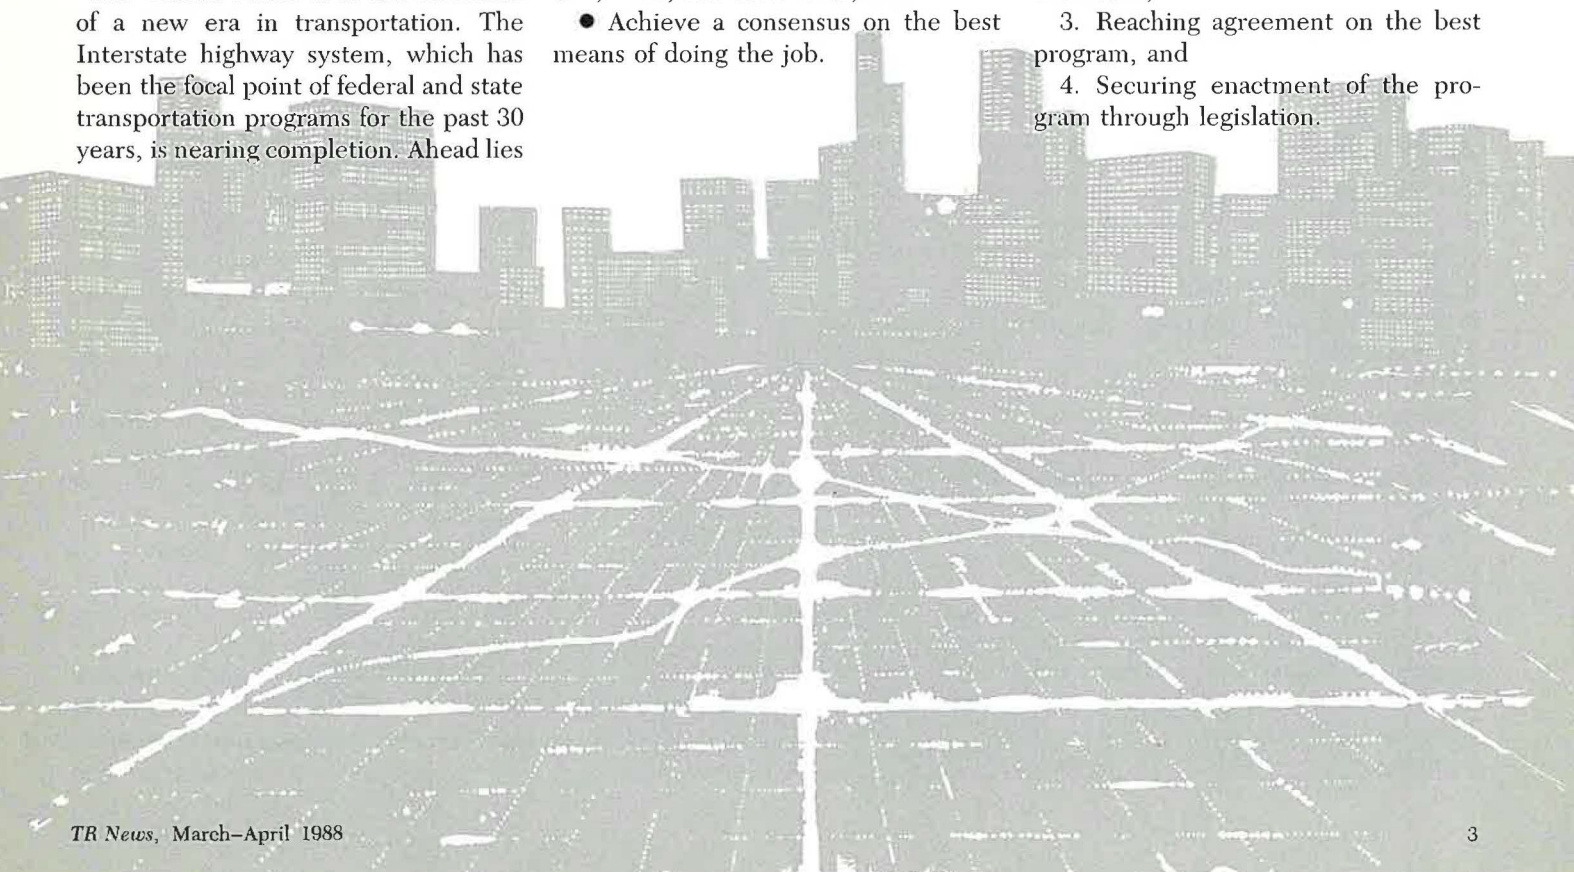 of a new era in transportation. The
Interstate highway system, which has
been the focal point of federal and state
transportation programs for the past 30
years, is nearing completion. Ahead lies
● Achieve a consensus on the best
means of doing the job.
3. Reaching agreement on the best
program, and
4. Securing enactment of the pro-
gram through legislation.
TR News, March–April 1988
3